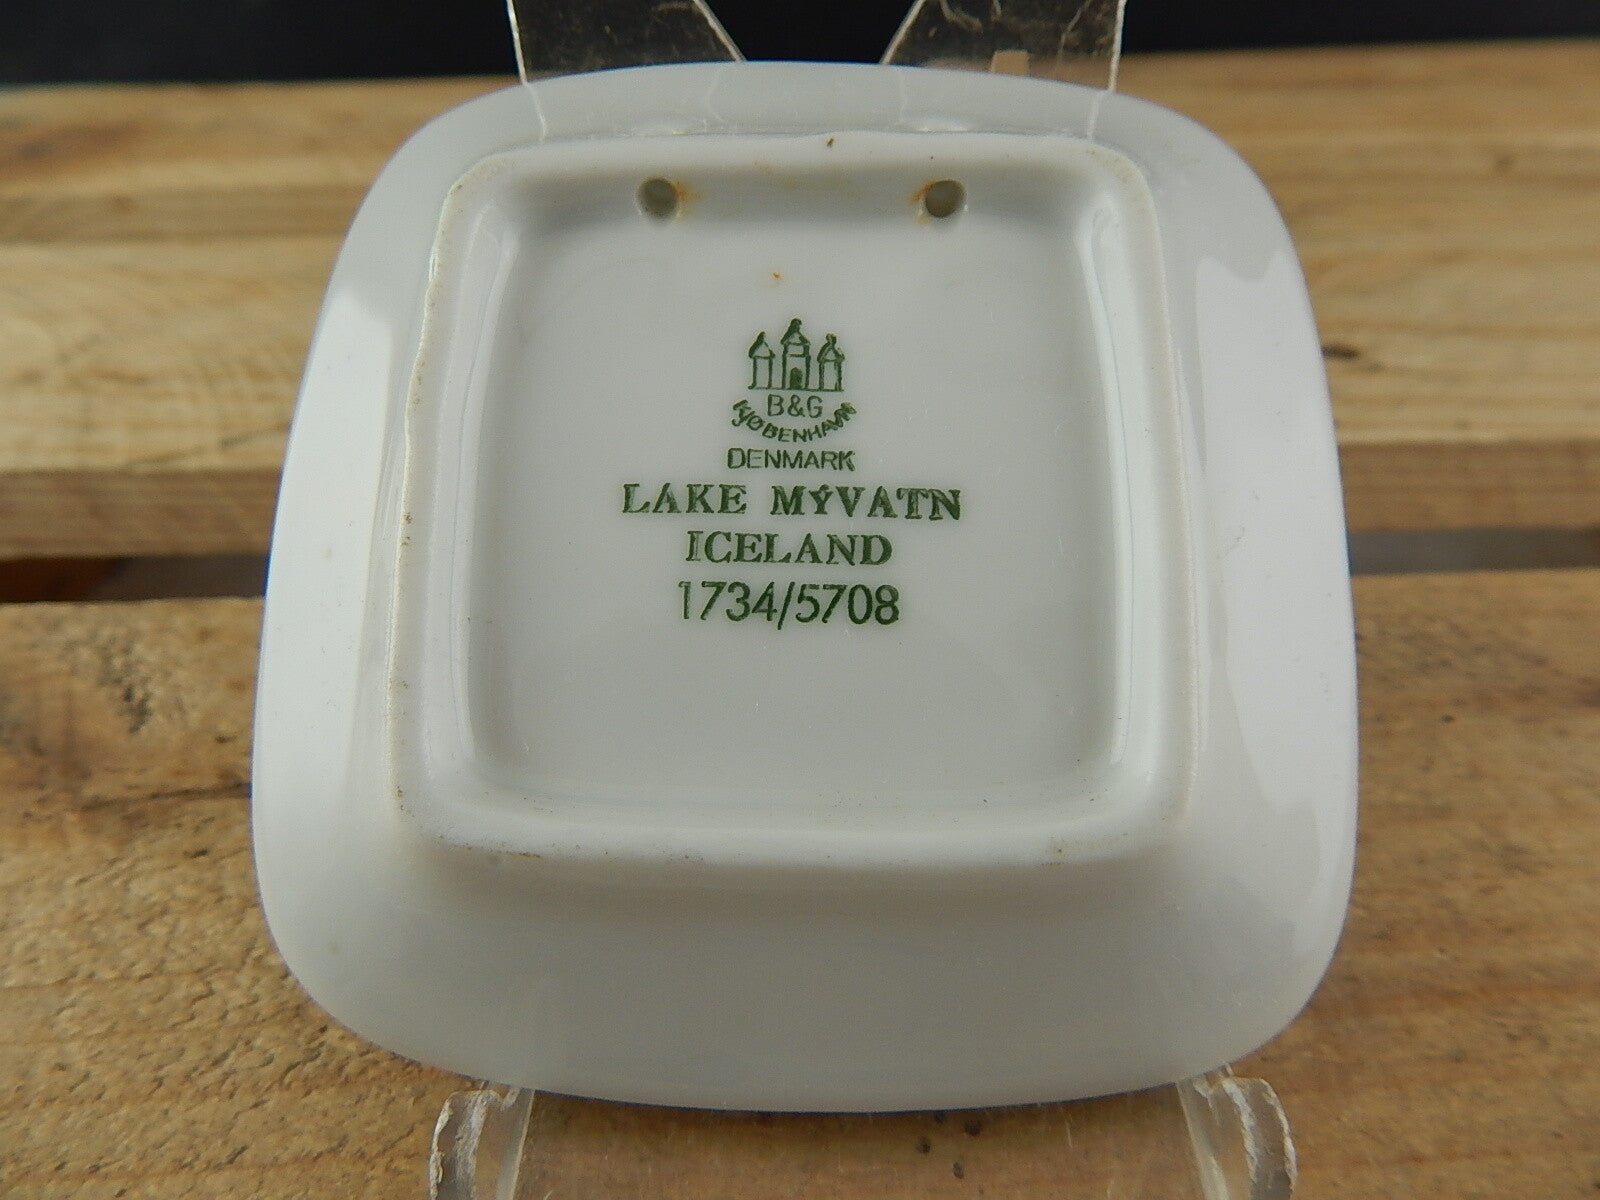 B&G
KJØBENHAVN
DENMARK
LAKE MÝVATN
ICELAND
1734/5708